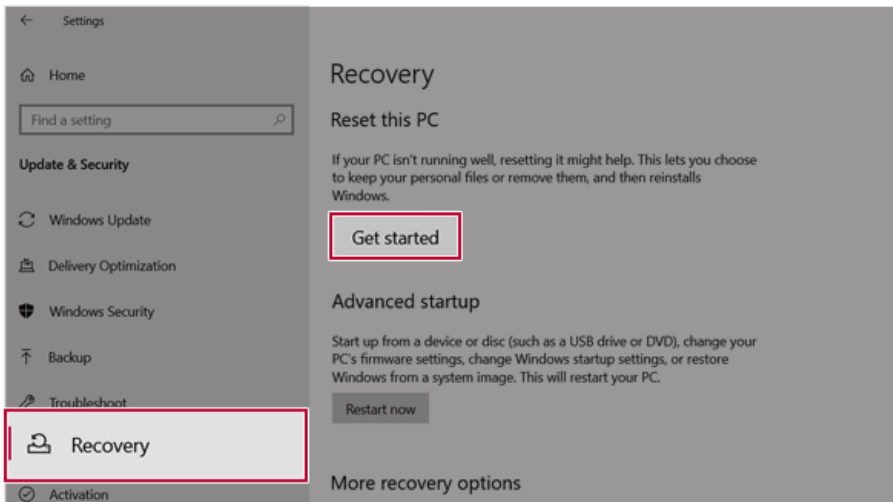 Settings
Home
Find a setting
Update & Security
Windows Update
Delivery Optimization
Windows Security
Backup
Troubleshoot
Recovery
Activation
Recovery
Reset this PC
If your PC isn't running well, resetting it might help. This lets you choose
to keep your personal files or remove them, and then reinstalls
Windows.
Get started
Advanced startup
Start up from a device or disc (such as a USB drive or DVD), change your
PC's firmware settings, change Windows startup settings, or restore
Windows from a system image. This will restart your PC.
Restart now
More recovery options